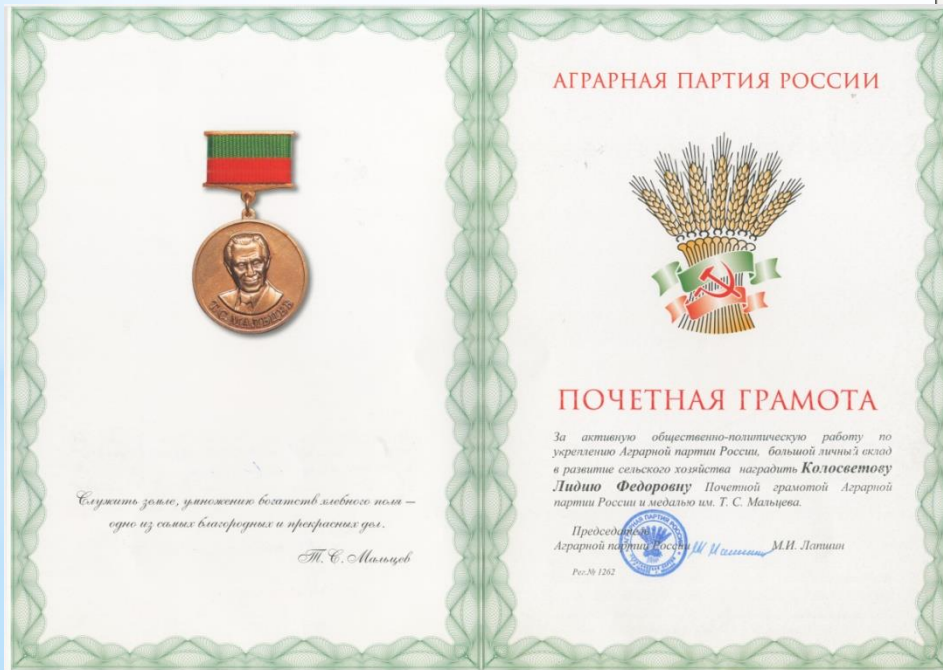 Т.С. МАЛЬЦЕВ
Служить земле, умножению богатств хлебного поля —
одно из самых благородных и прекрасных дел.
Т. С. Мальцев
АГРАРНАЯ ПАРТИЯ РОССИИ
ПОЧЕТНАЯ ГРАМОТА
За активную общественно-политическую работу по
укреплению Аграрной партии России, большой личный вклад
в развитие сельского хозяйства наградить Колосветову
Лидию Федоровну Почетной грамотой Аграрной
партии России и медалью им. Т. С. Мальцева.
Председатель
Аграрной партии России М.И. Лапшин
Рег.№ 1262